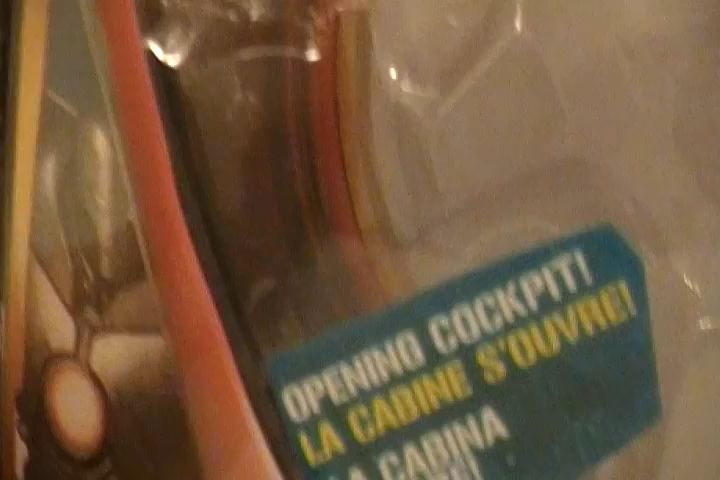 OPENING COCKPIT!
LA CABINE S'OUVRE!
LA CABINA